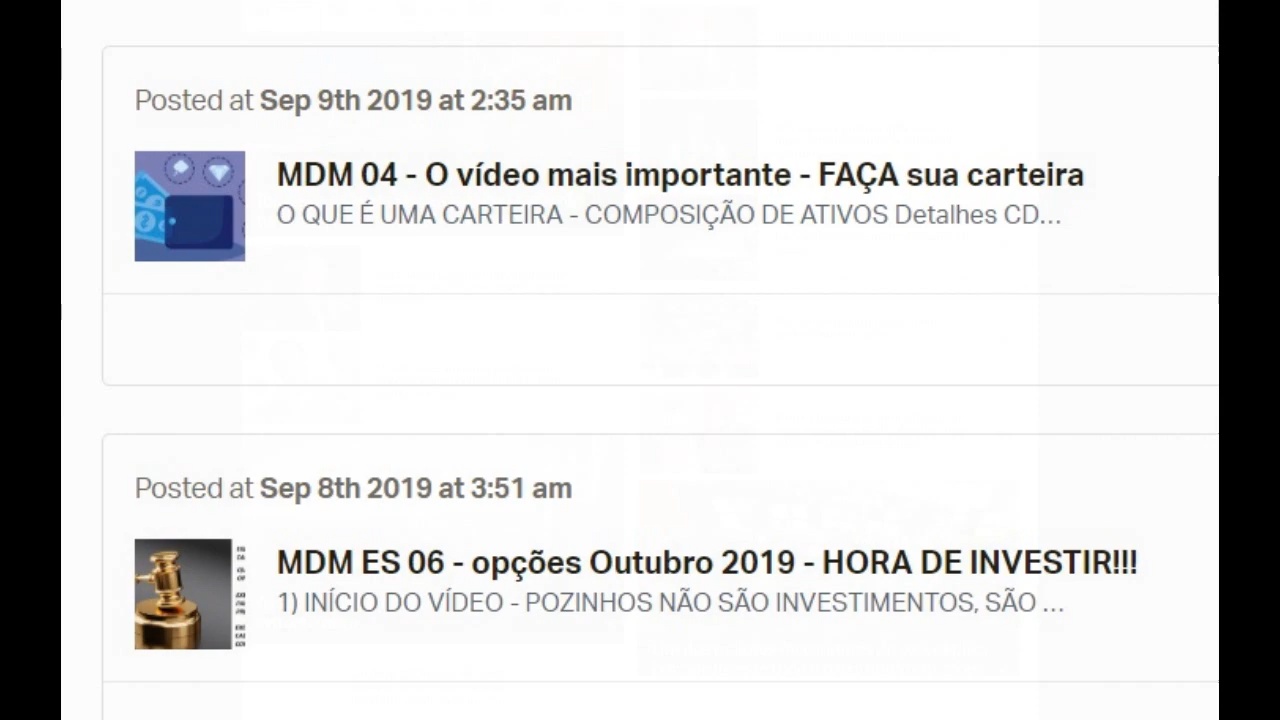 Posted at Sep 9th 2019 at 2:35 am
MDM 04 - O vídeo mais importante - FAÇA sua carteira
O QUE É UMA CARTEIRA - COMPOSIÇÃO DE ATIVOS Detalhes CD...
Posted at Sep 8th 2019 at 3:51 am
MDM ES 06 - opções Outubro 2019 - HORA DE INVESTIR!!!
1) INÍCIO DO VÍDEO - POZINHOS NÃO SÃO INVESTIMENTOS, SÃO ...